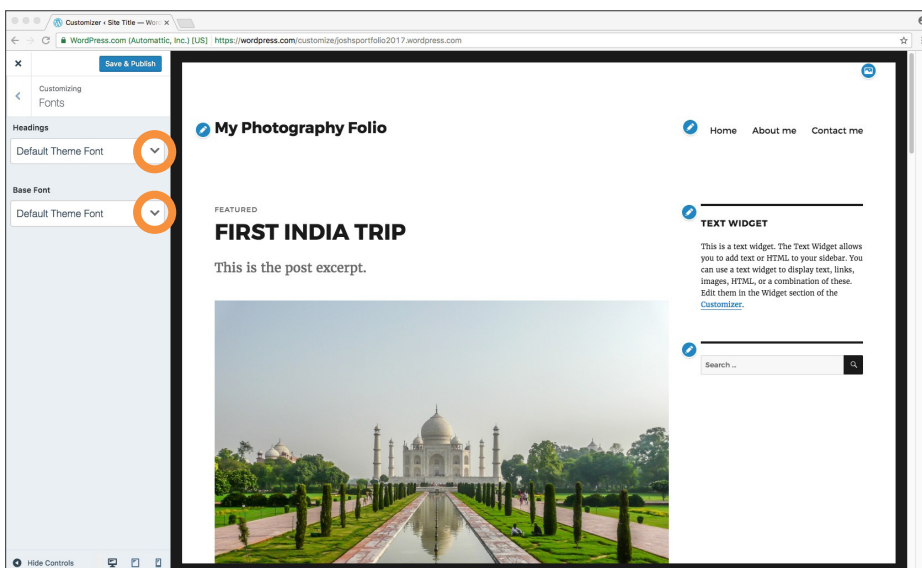 Customizer ‹ Site Title — Word
WordPress.com (Automattic, Inc.) [US] https://wordpress.com/customize/joshsportfolio2017.wordpress.com
Save & Publish
Customizing
Fonts
Headings
Default Theme Font
Base Font
Default Theme Font
Hide Controls
My Photography Folio
Home About me Contact me
FEATURED
FIRST INDIA TRIP
This is the post excerpt.
TEXT WIDGET
This is a text widget. The Text Widget allows
you to add text or HTML to your sidebar. You
can use a text widget to display text, links,
images, HTML, or a combination of these.
Edit them in the Widget section of the
Customizer.
Search …